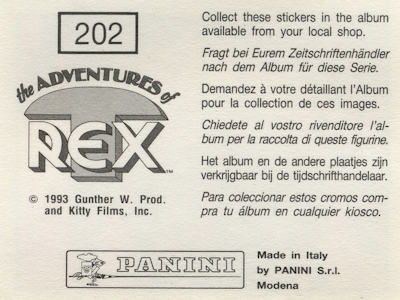 202
the ADVENTURES of
T
REX™
© 1993 Gunther W. Prod.
and Kitty Films, Inc.
Collect these stickers in the album
available from your local shop.
Fragt bei Eurem Zeitschriftenhändler
nach dem Album für diese Serie.
Demandez à votre détaillant l'Album
pour la collection de ces images.
Chiedete al vostro rivenditore l'al-
bum per la raccolta di queste figurine.
Het album en de andere plaatjes zijn
verkrijgbaar bij de tijdschrifthandelaar.
Para coleccionar estos cromos com-
pra tu álbum en cualquier kiosco.
PANINI
Made in Italy
by PANINI S.r.l.
Modena